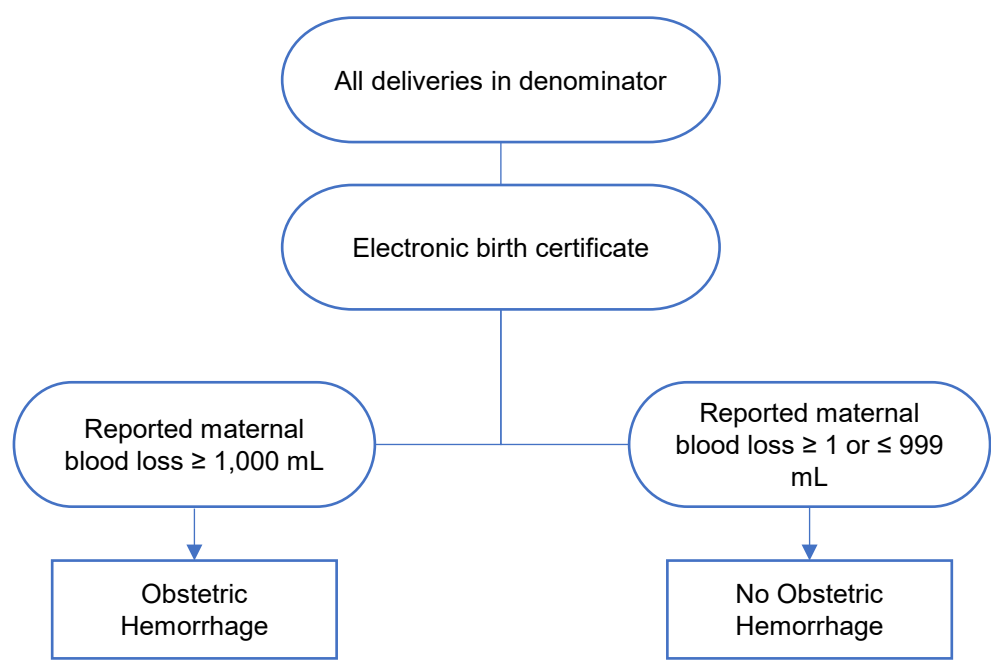 All deliveries in denominator
Electronic birth certificate
Reported maternal
blood loss ≥ 1,000 mL
Reported maternal
blood loss ≥ 1 or ≤ 999
mL
Obstetric
Hemorrhage
No Obstetric
Hemorrhage